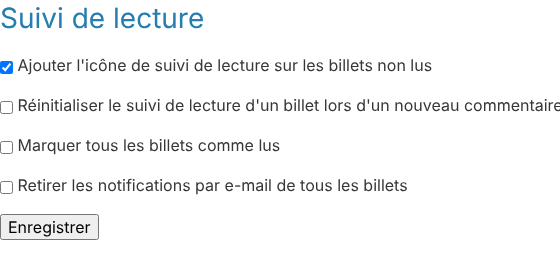 Suivi de lecture
Ajouter l'icône de suivi de lecture sur les billets non lus
Réinitialiser le suivi de lecture d'un billet lors d'un nouveau commentaire
Marquer tous les billets comme lus
Retirer les notifications par e-mail de tous les billets
Enregistrer